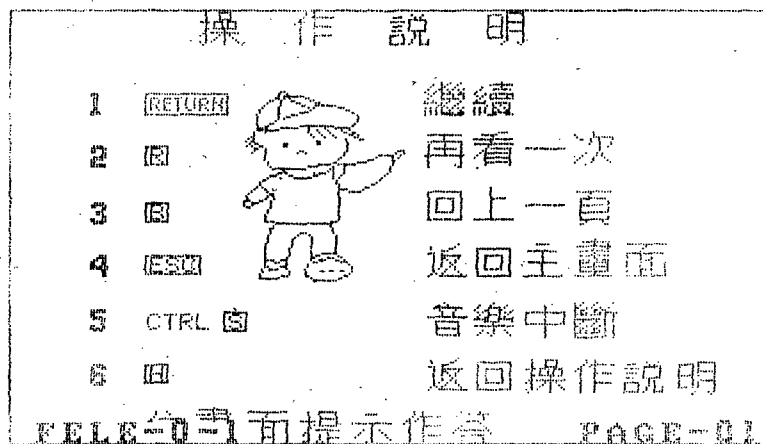 操作說明
1 RETURN 繼續
2 R 再看一次
3 B 回上一頁
4 ESC 返回主畫面
5 CTRL S 音樂中斷
6 返回操作說明
面提示作答 PAGE-01